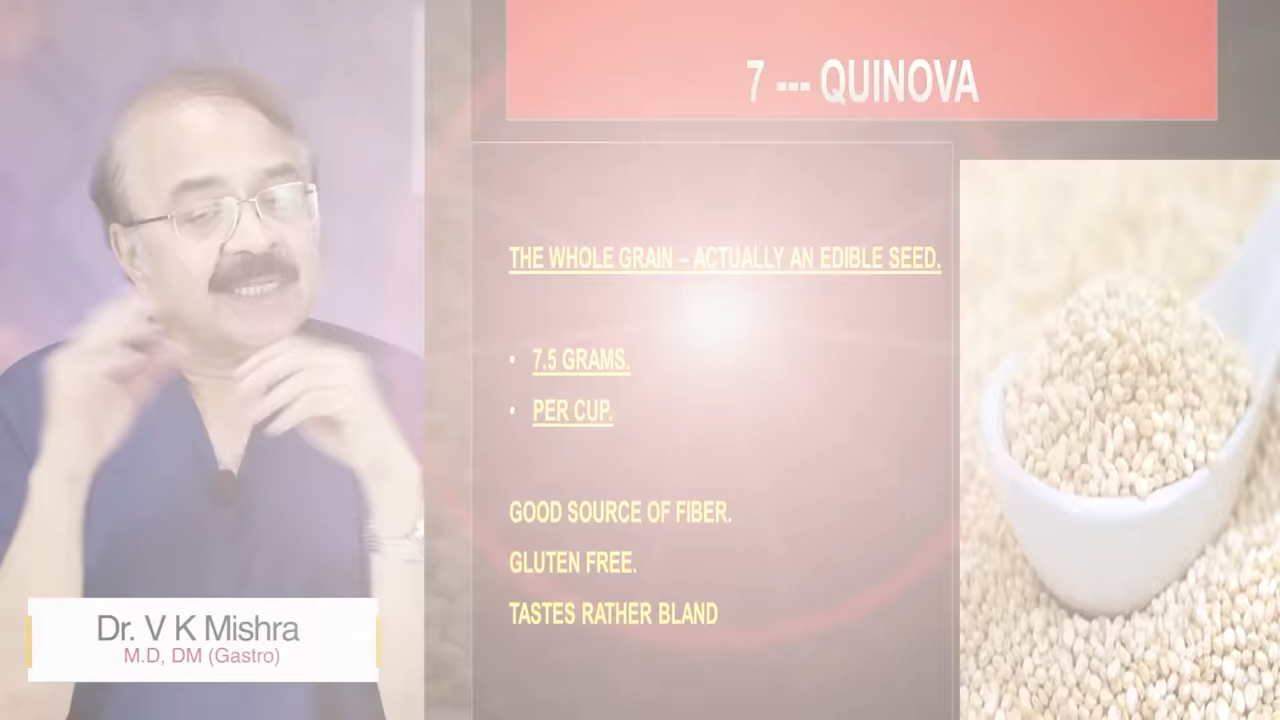 7 --- QUINOVA
THE WHOLE GRAIN – ACTUALLY AN EDIBLE SEED.
• 7.5 GRAMS.
• PER CUP.
GOOD SOURCE OF FIBER.
GLUTEN FREE.
TASTES RATHER BLAND
Dr. V K Mishra
M.D, DM (Gastro)